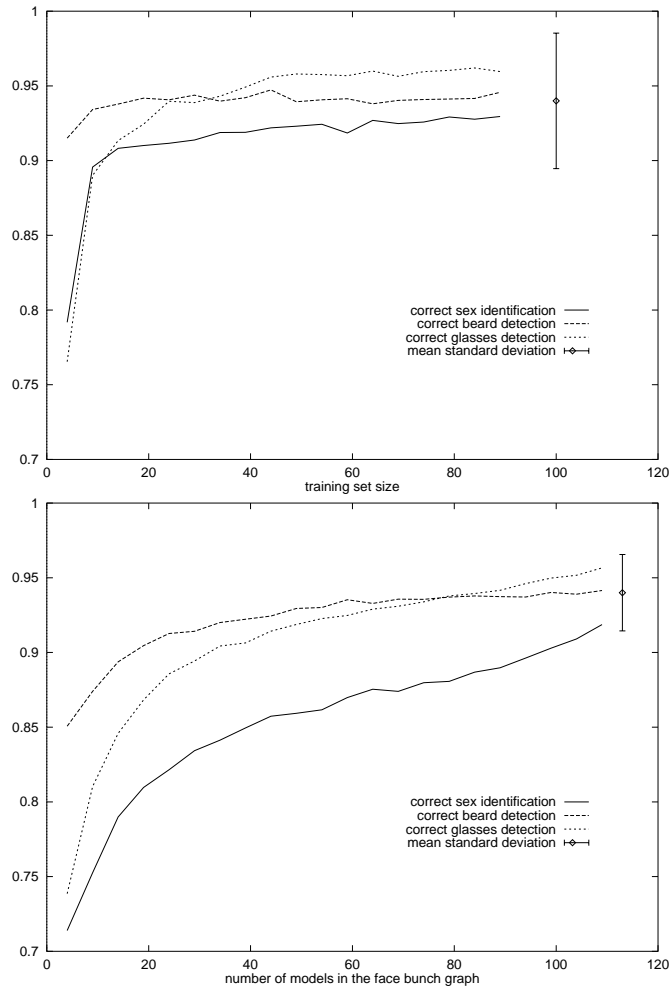 1
0.95
0.9
0.85
0.8
0.75
0.7
correct sex identification
correct beard detection
correct glasses detection
mean standard deviation
0 20 40 60 80 100 120
training set size
1
0.95
0.9
0.85
0.8
0.75
0.7
correct sex identification
correct beard detection
correct glasses detection
mean standard deviation
0 20 40 60 80 100 120
number of models in the face bunch graph